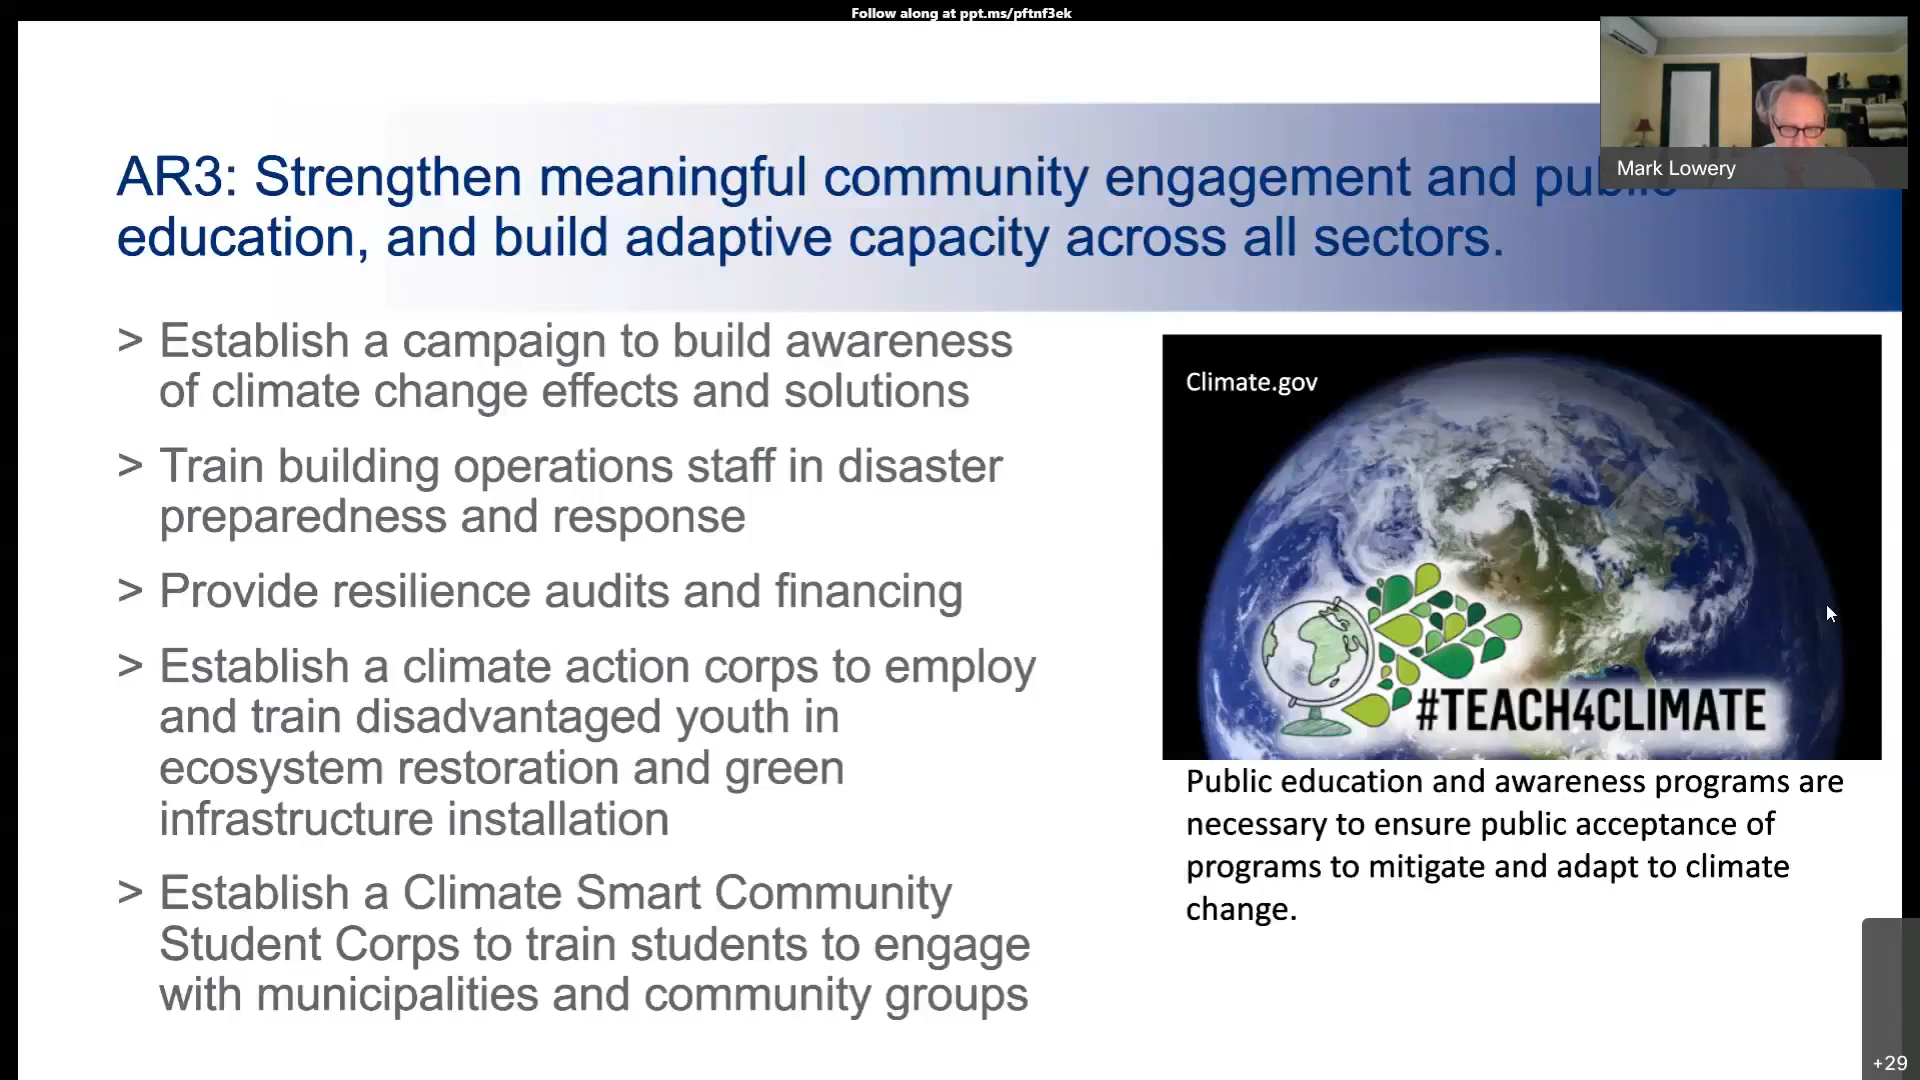 Follow along at ppt.ms/pftnf3ek
Mark Lowery
AR3: Strengthen meaningful community engagement and public
education, and build adaptive capacity across all sectors.
> Establish a campaign to build awareness
of climate change effects and solutions
> Train building operations staff in disaster
preparedness and response
> Provide resilience audits and financing
> Establish a climate action corps to employ
and train disadvantaged youth in
ecosystem restoration and green
infrastructure installation
> Establish a Climate Smart Community
Student Corps to train students to engage
with municipalities and community groups
Climate.gov
#TEACH4CLIMATE
Public education and awareness programs are
necessary to ensure public acceptance of
programs to mitigate and adapt to climate
change.
+29